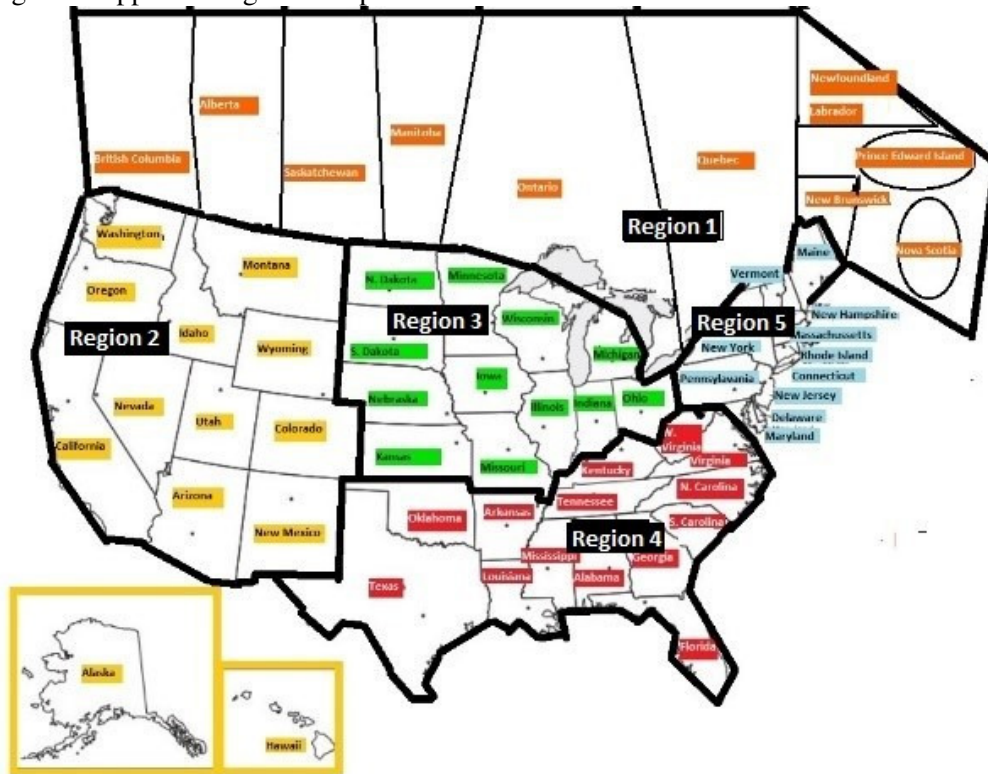 Newfoundland
Labrador
Alberta
Manitoba
British Columbia
Saskatchewan
Ontario
Quebec
Prince Edward Island
New Brunswick
Nova Scotia
Region 1
Washington
Montana
Oregon
Region 2
Idaho
Wyoming
Nevada
Utah
Colorado
California
Arizona
New Mexico
N. Dakota
Minnesota
Region 3
Wisconsin
S. Dakota
Michigan
Iowa
Nebraska
Illinois
Indiana
Ohio
Kansas
Missouri
Maine
Vermont
New Hampshire
Region 5
Massachussetts
New York
Rhode Island
Pennsylavania
Connecticut
New Jersey
Delaware
Maryland
W. Virginia
Virginia
Kentucky
N. Carolina
Tennessee
Oklahoma
Arkansas
S. Carolina
Region 4
Mississippi
Georgia
Texas
Louisiana
Alabama
Florida
Alaska
Hawaii